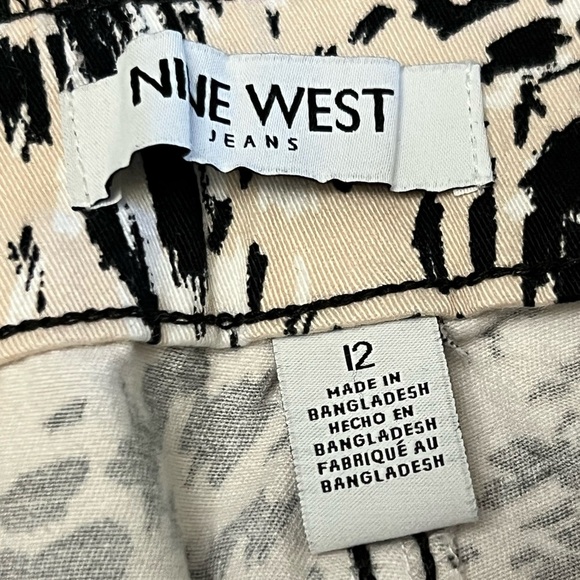 NINE WEST
JEANS
12
MADE IN
BANGLADESH
HECHO EN
BANGLADESH
FABRIQUÉ AU
BANGLADESH